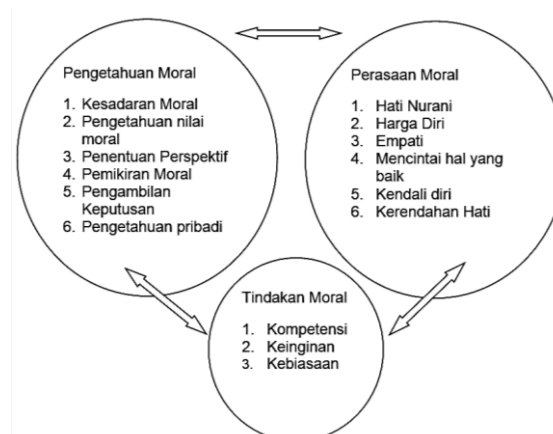 Pengetahuan Moral
1. Kesadaran Moral
2. Pengetahuan nilai
moral
3. Penentuan Perspektif
4. Pemikiran Moral
5. Pengambilan
Keputusan
6. Pengetahuan pribadi
Perasaan Moral
1. Hati Nurani
2. Harga Diri
3. Empati
4. Mencintai hal yang
baik
5. Kendali diri
6. Kerendahan Hati
Tindakan Moral
1. Kompetensi
2. Keinginan
3. Kebiasaan